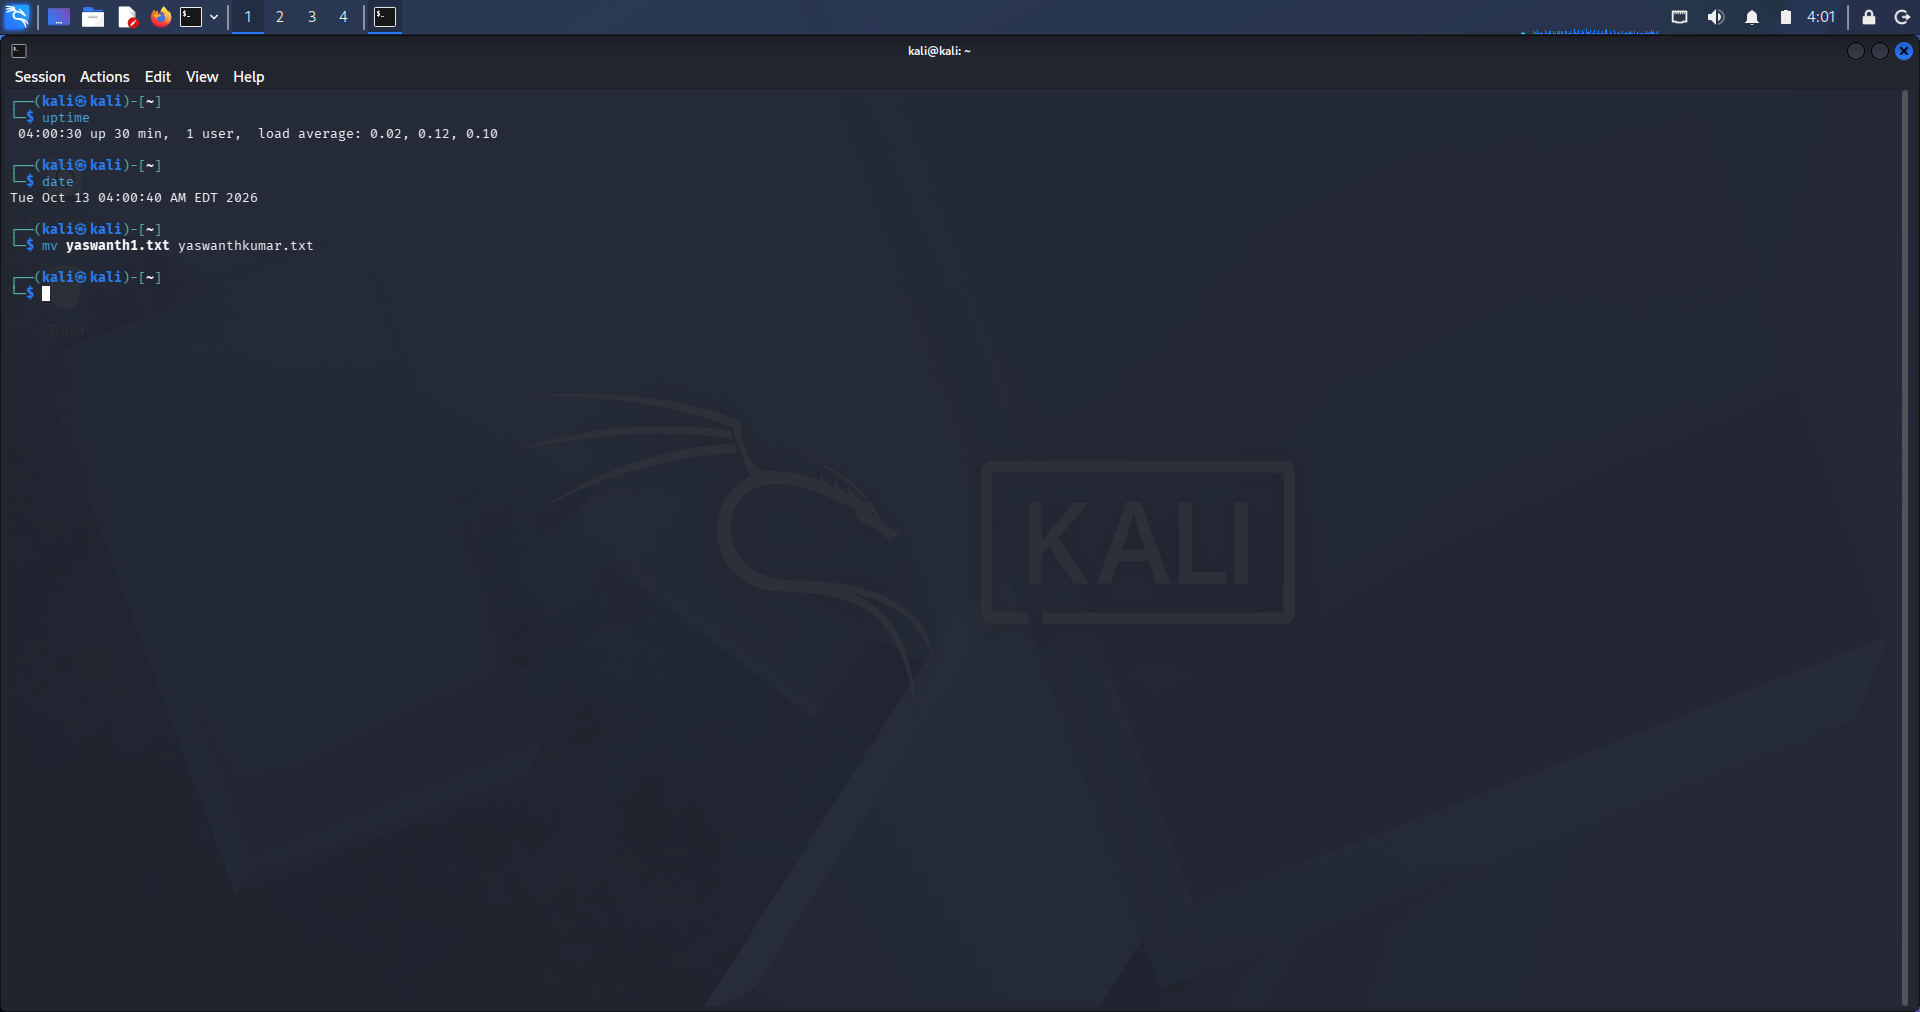 1 2 3 4 4:01
kali@kali: ~
Session Actions Edit View Help
┌──(kali㉿kali)-[~]
└─$ uptime
04:00:30 up 30 min, 1 user, load average: 0.02, 0.12, 0.10
┌──(kali㉿kali)-[~]
└─$ date
Tue Oct 13 04:00:40 AM EDT 2026
┌──(kali㉿kali)-[~]
└─$ mv yaswanth1.txt yaswanthkumar.txt
┌──(kali㉿kali)-[~]
└─$
Trash
KALI